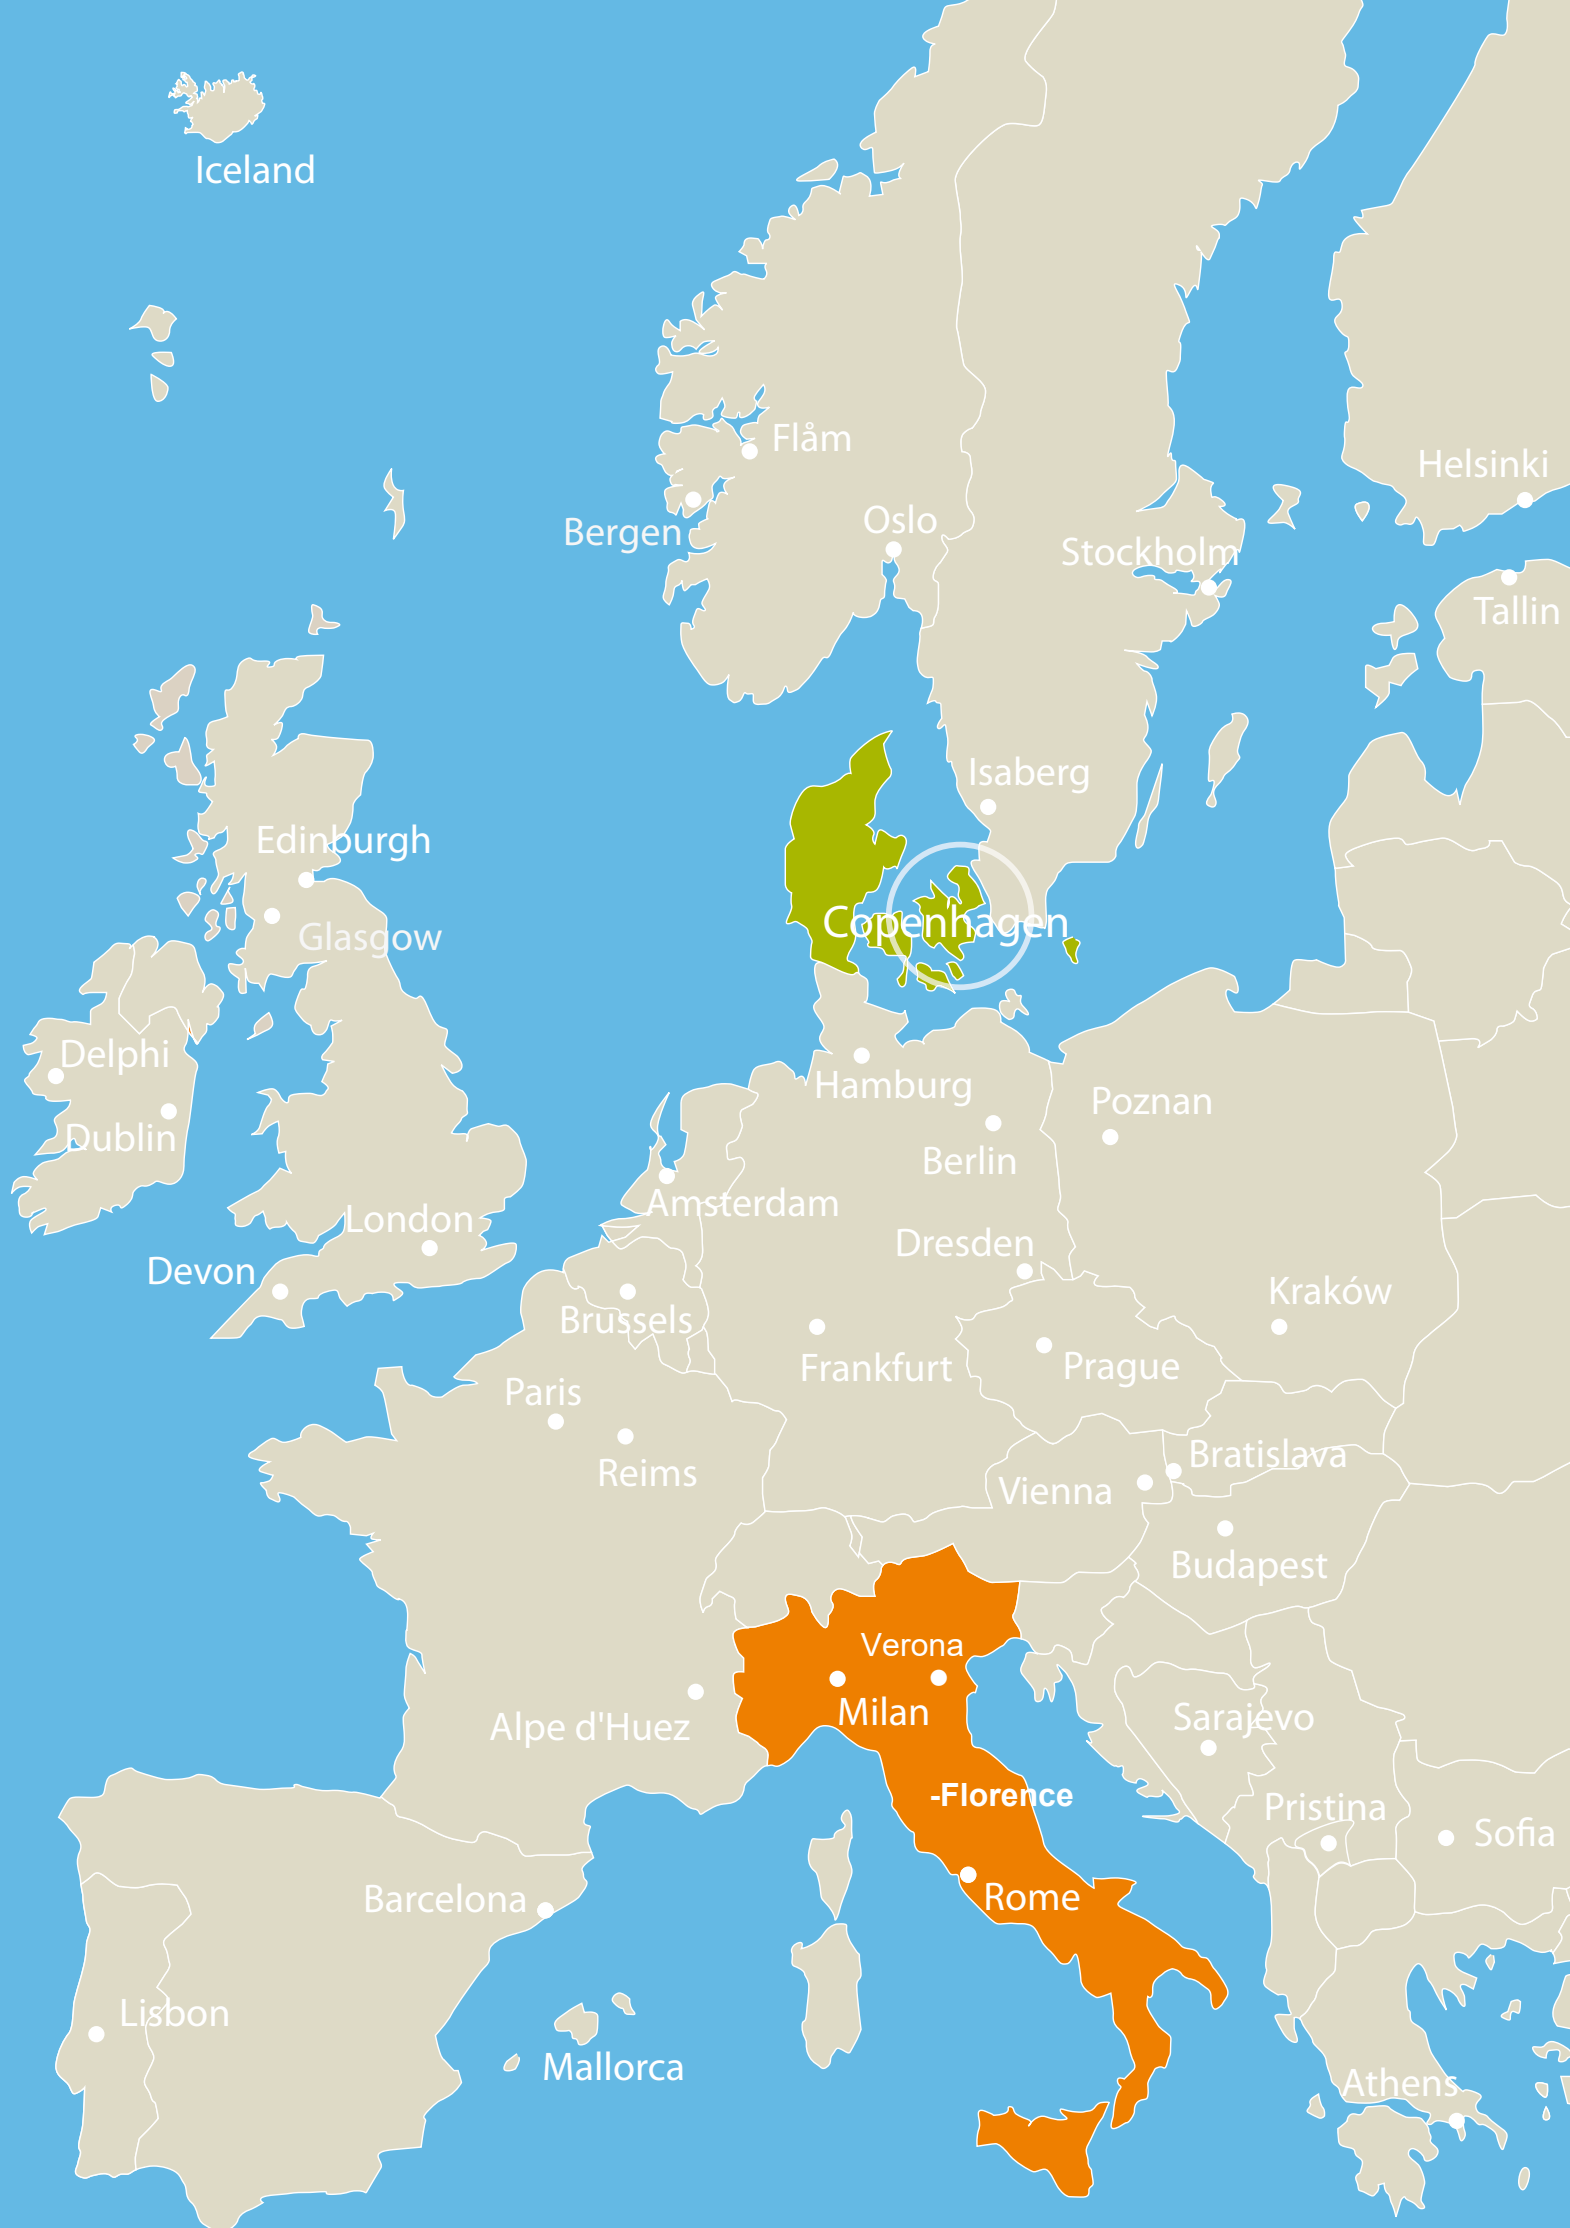 Iceland
Flåm
Helsinki
Oslo
Bergen
Stockholm
Tallin
Isaberg
Edinburgh
Copenhagen
Glasgow
Delphi
Hamburg
Poznan
Dublin
Berlin
Amsterdam
London
Dresden
Devon
Kraków
Brussels
Frankfurt
Prague
Paris
Bratislava
Reims
Vienna
Budapest
Verona
Milan
Sarajevo
Alpe d'Huez
-Florence
Pristina
Sofia
Rome
Barcelona
Lisbon
Mallorca
Athens